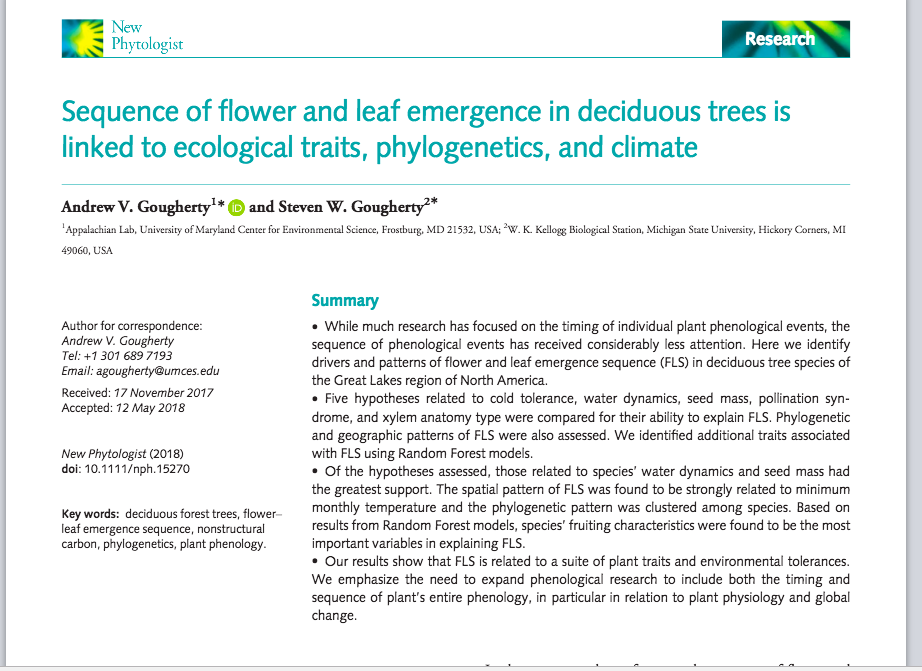 New
Phytologist
Research
Sequence of flower and leaf emergence in deciduous trees is
linked to ecological traits, phylogenetics, and climate
Andrew V. Gougherty¹* iD and Steven W. Gougherty²*
¹Appalachian Lab, University of Maryland Center for Environmental Science, Frostburg, MD 21532, USA; ²W. K. Kellogg Biological Station, Michigan State University, Hickory Corners, MI
49060, USA
Author for correspondence:
Andrew V. Gougherty
Tel: +1 301 689 7193
Email: agougherty@umces.edu
Received: 17 November 2017
Accepted: 12 May 2018
New Phytologist (2018)
doi: 10.1111/nph.15270
Key words: deciduous forest trees, flower–
leaf emergence sequence, nonstructural
carbon, phylogenetics, plant phenology.
Summary
• While much research has focused on the timing of individual plant phenological events, the
sequence of phenological events has received considerably less attention. Here we identify
drivers and patterns of flower and leaf emergence sequence (FLS) in deciduous tree species of
the Great Lakes region of North America.
• Five hypotheses related to cold tolerance, water dynamics, seed mass, pollination syn-
drome, and xylem anatomy type were compared for their ability to explain FLS. Phylogenetic
and geographic patterns of FLS were also assessed. We identified additional traits associated
with FLS using Random Forest models.
• Of the hypotheses assessed, those related to species' water dynamics and seed mass had
the greatest support. The spatial pattern of FLS was found to be strongly related to minimum
monthly temperature and the phylogenetic pattern was clustered among species. Based on
results from Random Forest models, species' fruiting characteristics were found to be the most
important variables in explaining FLS.
• Our results show that FLS is related to a suite of plant traits and environmental tolerances.
We emphasize the need to expand phenological research to include both the timing and
sequence of plant's entire phenology, in particular in relation to plant physiology and global
change.